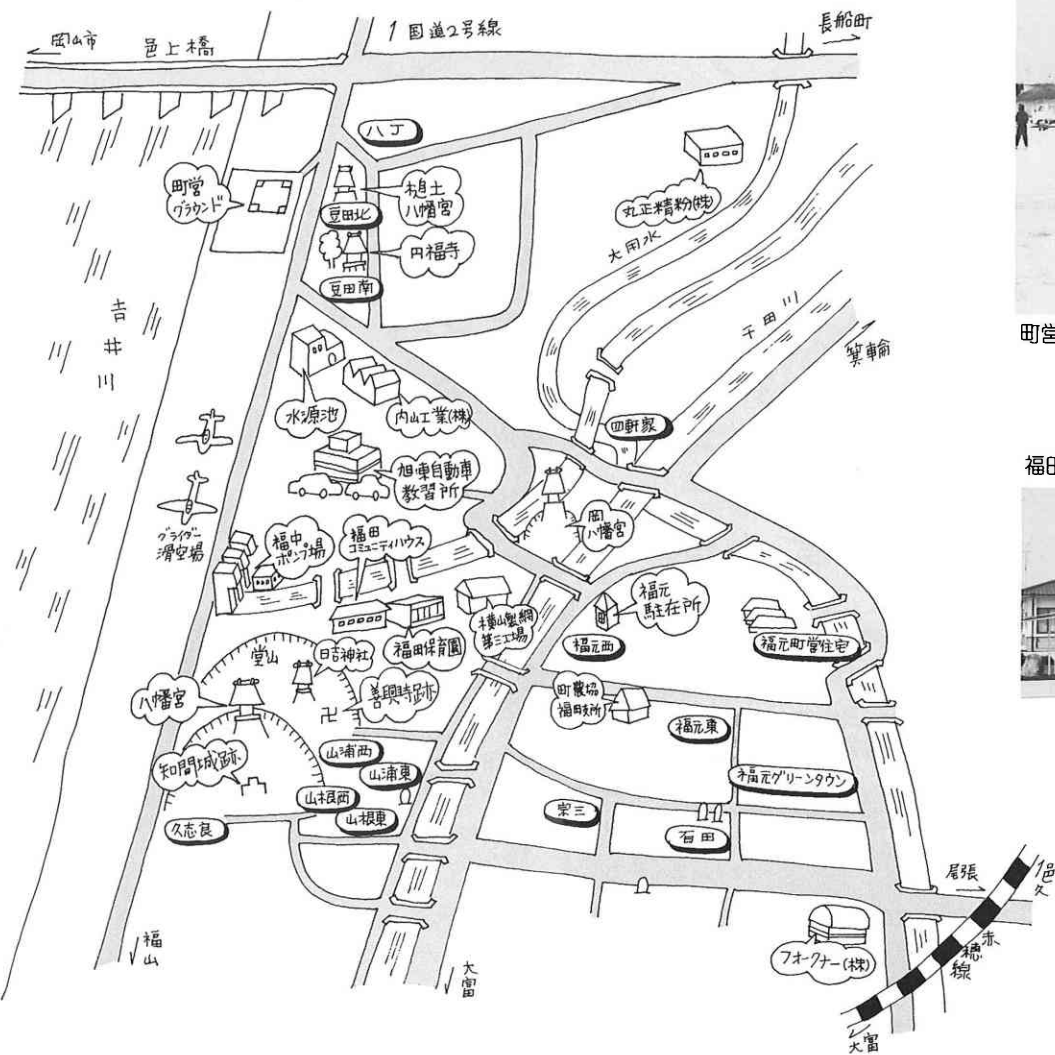 岡山市
邑上橋
国道2号線
長船町
八丁
町営
グラウンド
豆田北
八幡宮
円福寺
豆田南
丸正精粉(株)
大用水
千田川
箕輪
吉井川
水源池
内山工業(株)
四軒家
旭東自動車
教習所
岡
八幡宮
グライダー
滑空場
福中
ポンプ場
福田
コミュニティハウス
福元
駐在所
横山製網
第三工場
福田保育園
福元西
福元町営住宅
堂山
日吉神社
八幡宮
善興寺跡
町農協
福田支所
福元東
知間城跡
山浦西
山浦東
山根西
山根東
久志良
福元グリーンタウン
宗三
百田
尾張
邑久
赤穂線
フォークナー(株)
福山
大富
大富
町営
福田